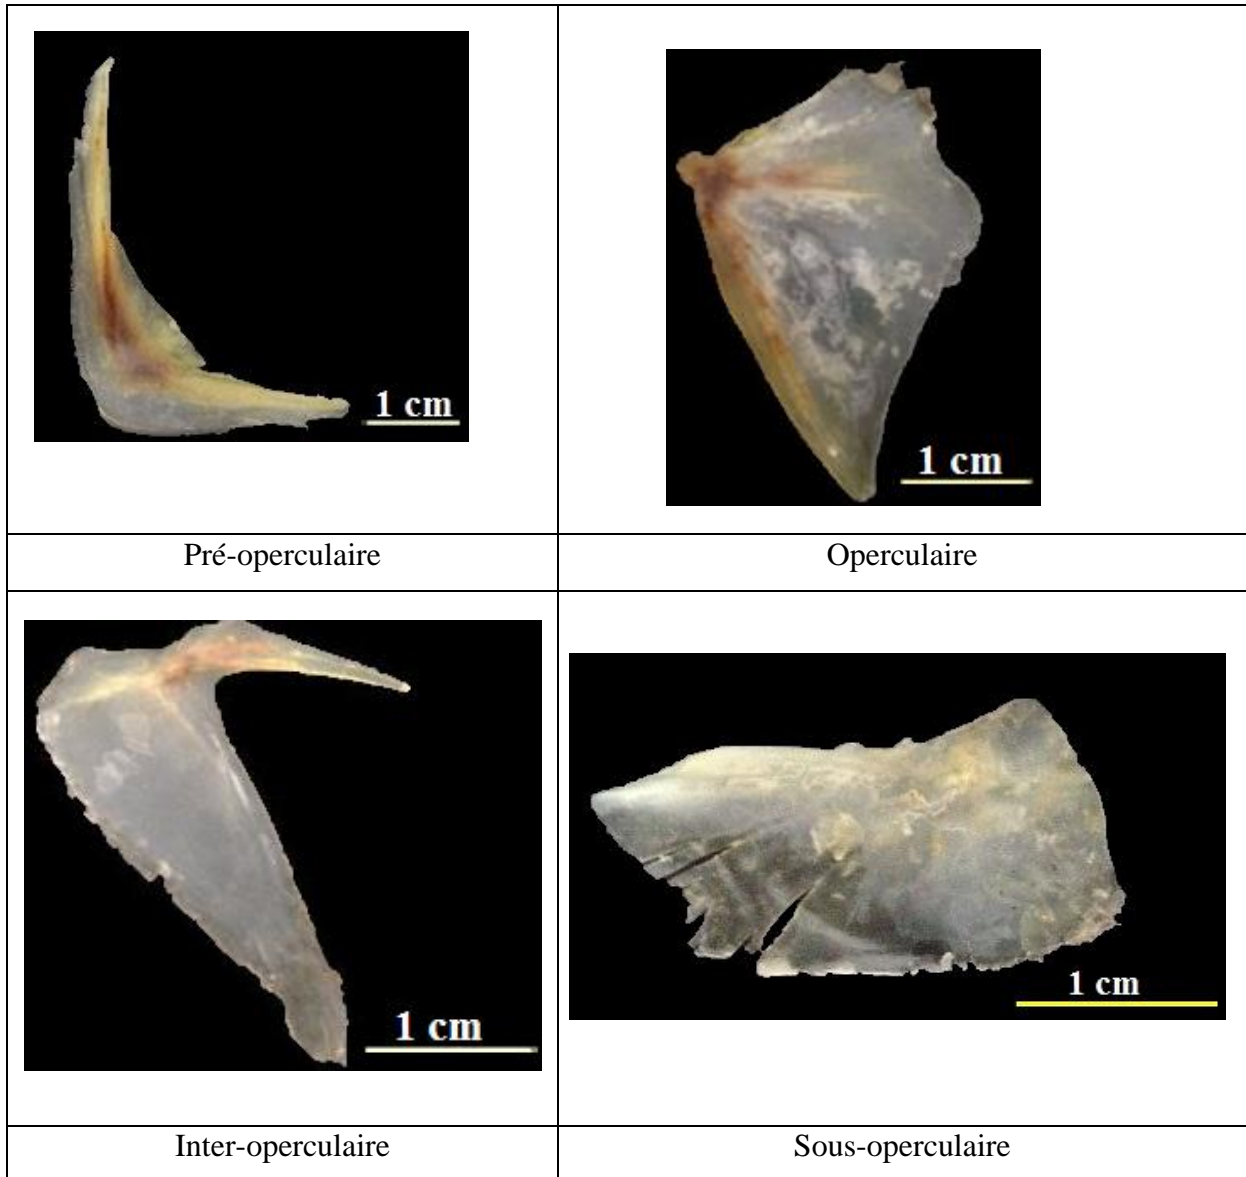 1 cm
1 cm
Pré-operculaire
Operculaire
1 cm
1 cm
Inter-operculaire
Sous-operculaire